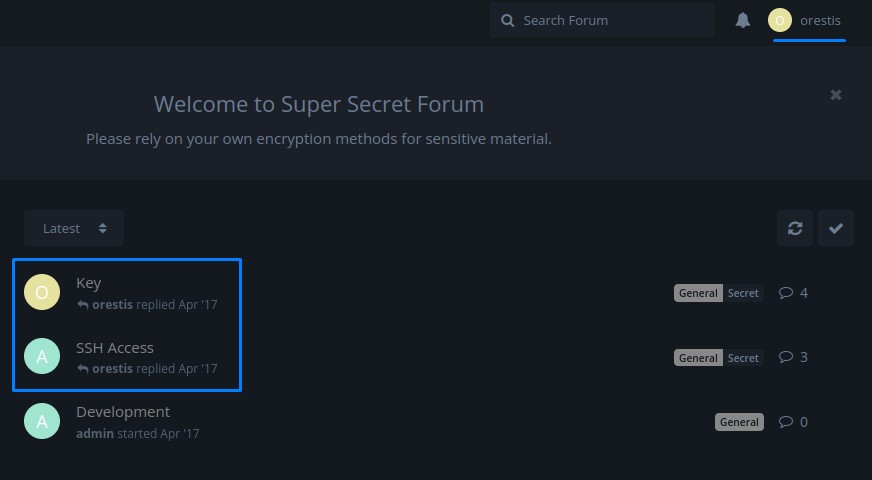 Search Forum
O orestis
Welcome to Super Secret Forum
Please rely on your own encryption methods for sensitive material.
Latest
O Key
orestis replied Apr '17
General Secret 4
A SSH Access
orestis replied Apr '17
General Secret 3
A Development
admin started Apr '17
General 0